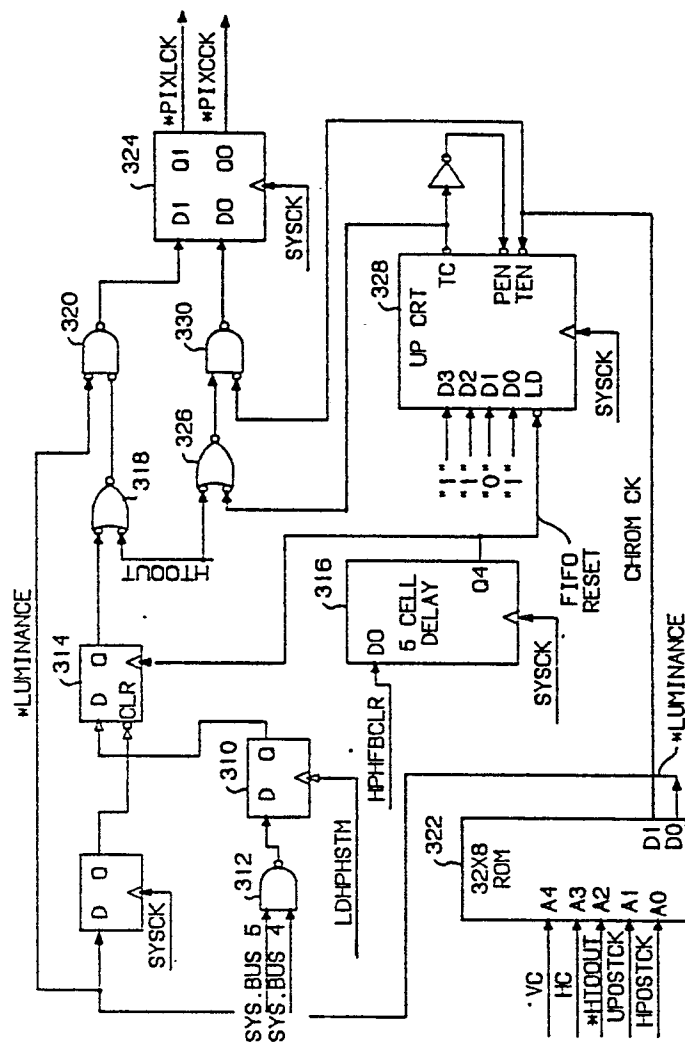 *PIXLCK
*PIXCCK
324
D1 Q1
D0 Q0
SYSCK
320
330
318
326
HTOOUT
*LUMINANCE
314
D Q
CLR
D Q
SYSCK
310
D Q
312
SYS.BUS 5
SYS.BUS 4
LDHPHSTM
328
UP CRT
TC
PEN
TEN
"1" D3
"1" D2
"0" D1
"1" D0
LD
SYSCK
FIFO
RESET
316
D0
5 CELL
DELAY
Q4
HPHFBCLR
SYSCK
CHROM CK
*LUMINANCE
322
32X8
ROM
VC A4
HC A3
*HTOOUT A2
UPOSTCK A1
HPOSTCK A0
D1
D0